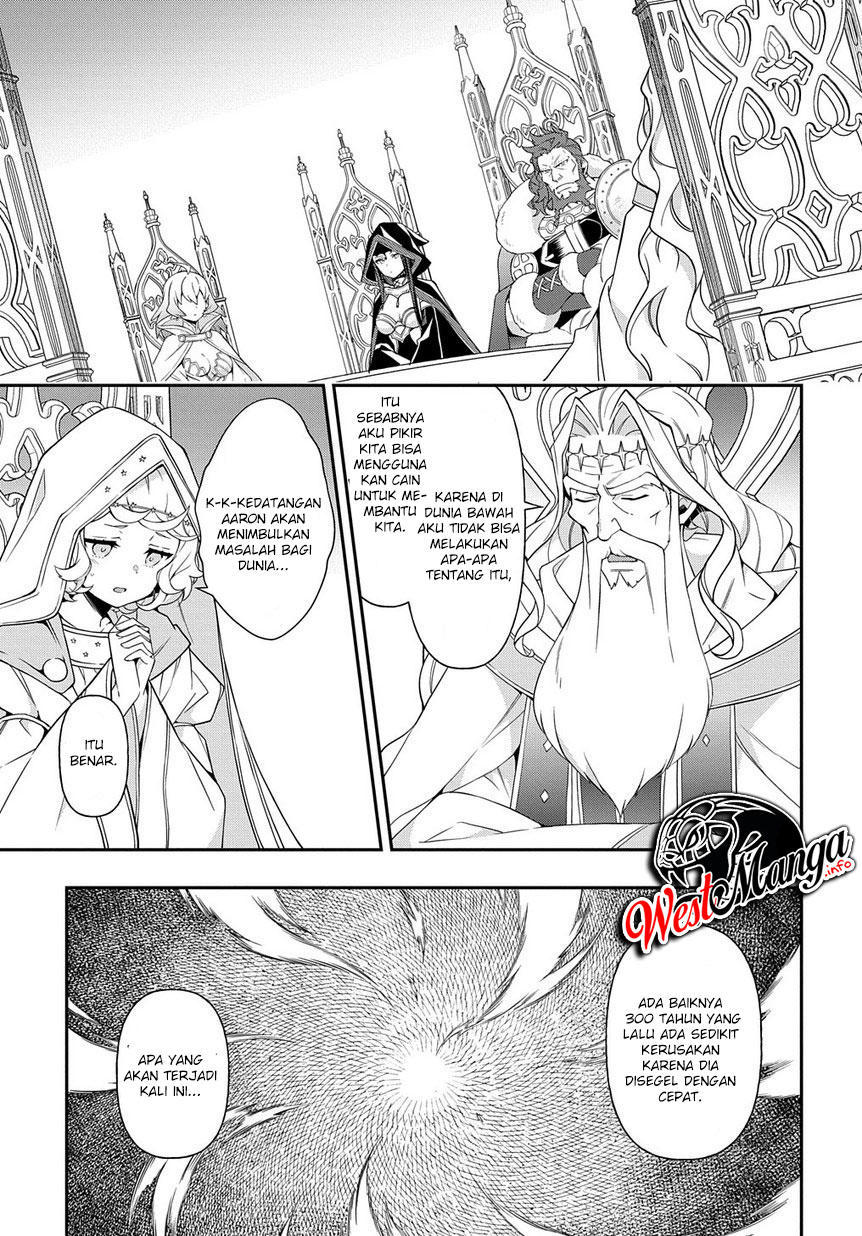 KARENA DI
DUNIA BAWAH
AKU TIDAK BISA
MELAKUKAN
APA-APA
TENTANG ITU,
ITU
SEBABNYA
AKU PIKIR
KITA BISA
MENGGUNA
KAN CAIN
UNTUK ME-
MBANTU
KITA.
K-K-KEDATANGAN
AARON AKAN
MENIMBULKAN
MASALAH BAGI
DUNIA...
ITU
BENAR.
WestManga
.info
ADA BAIKNYA
300 TAHUN YANG
LALU ADA SEDIKIT
KERUSAKAN
KARENA DIA
DISEGEL DENGAN
CEPAT.
APA YANG
AKAN TERJADI
KALI INI...